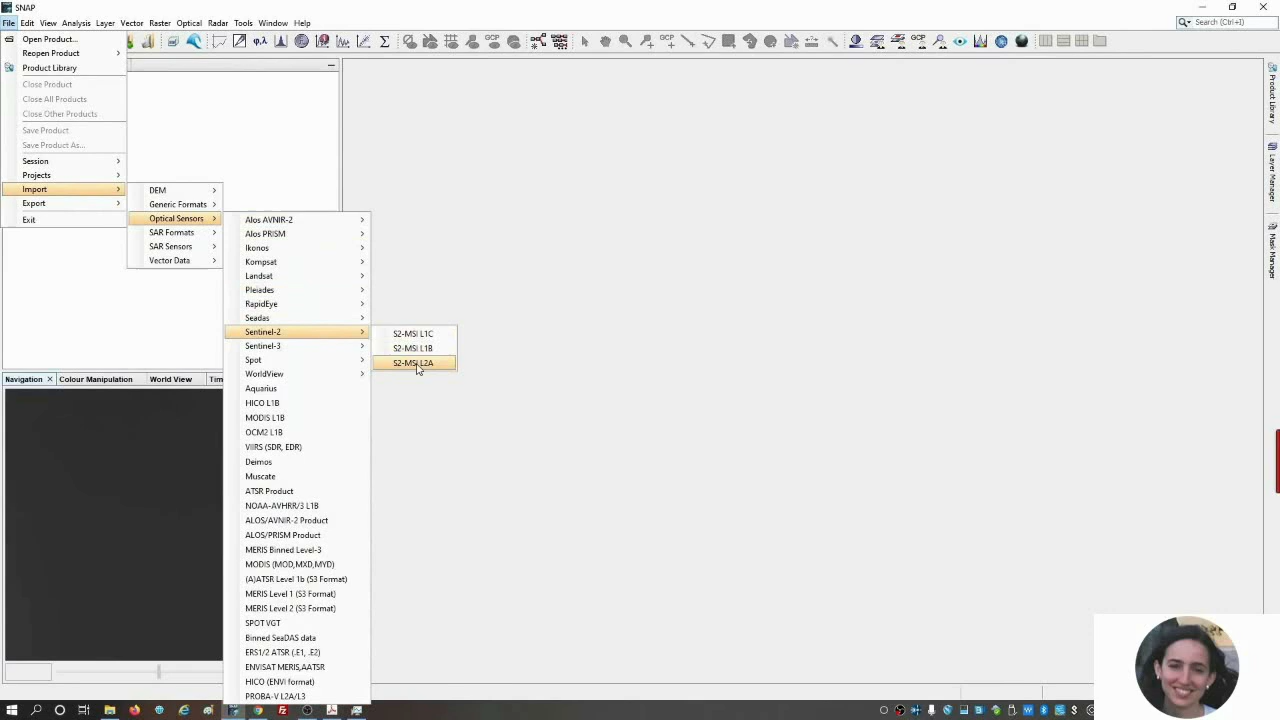 SNAP
File Edit View Analysis Layer Vector Raster Optical Radar Tools Window Help
Search (Ctrl+I)
Open Product...
Reopen Product
Product Library
Close Product
Close All Products
Close Other Products
Save Product
Save Product As...
Session
Projects
Import
Export
Exit
DEM
Generic Formats
Optical Sensors
SAR Formats
SAR Sensors
Vector Data
Alos AVNIR-2
Alos PRISM
Ikonos
Kompsat
Landsat
Pleiades
RapidEye
Seadas
Sentinel-2
Sentinel-3
Spot
WorldView
Aquarius
HICO L1B
MODIS L1B
OCM2 L1B
VIIRS (SDR, EDR)
Deimos
Muscate
ATSR Product
NOAA-AVHRR/3 L1B
ALOS/AVNIR-2 Product
ALOS/PRISM Product
MERIS Binned Level-3
MODIS (MOD,MXD,MYD)
(A)ATSR Level 1b (S3 Format)
MERIS Level 1 (S3 Format)
MERIS Level 2 (S3 Format)
SPOT VGT
Binned SeaDAS data
ERS1/2 ATSR (.E1, .E2)
ENVISAT MERIS,AATSR
HICO (ENVI format)
PROBA-V L2A/L3
S2-MSI L1C
S2-MSI L1B
S2-MSI L2A
Navigation Colour Manipulation World View Tim
GCP
GCP
GCP
Product Library
Layer Manager
Mask Manager